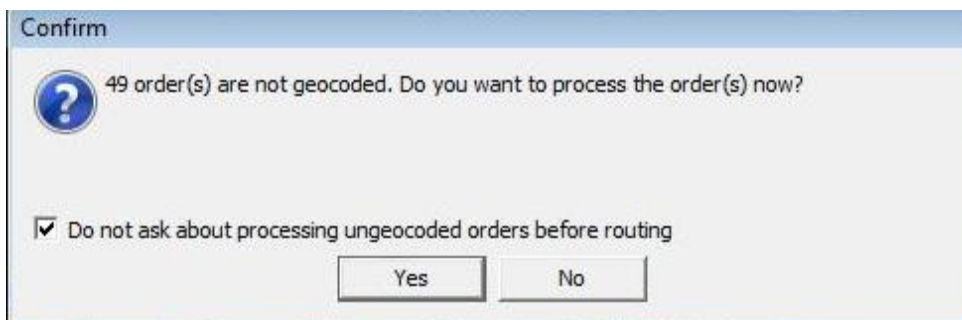 Confirm
49 order(s) are not geocoded. Do you want to process the order(s) now?
Do not ask about processing ungeocoded orders before routing
Yes
No